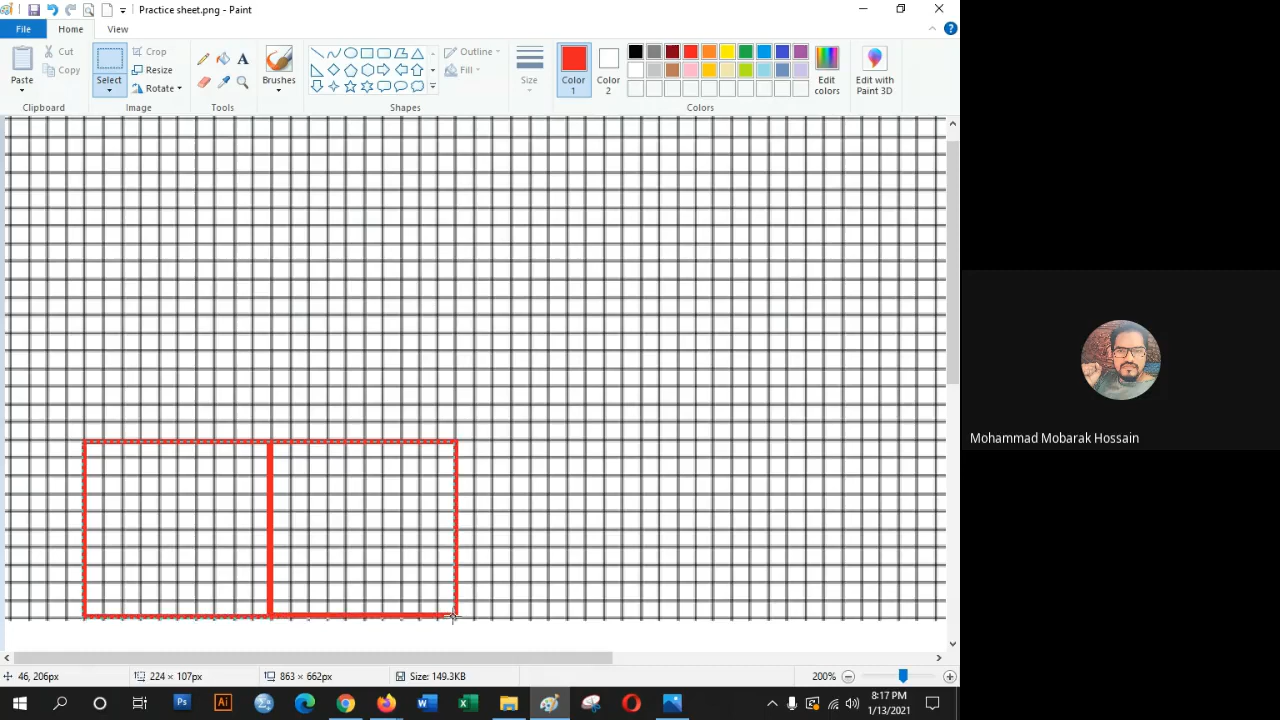 Practice sheet.png - Paint
File Home View
Paste
Cut
Copy
Clipboard
Select
Crop
Resize
Rotate
Image
A
Tools
Brushes
Shapes
Outline
Fill
Size
Color 1
Color 2
Edit colors
Colors
Edit with Paint 3D
Mohammad Mobarak Hossain
46, 206px
224 × 107px
863 × 662px
Size: 149.3KB
200%
Ps
Ai
8:17 PM
1/13/2021